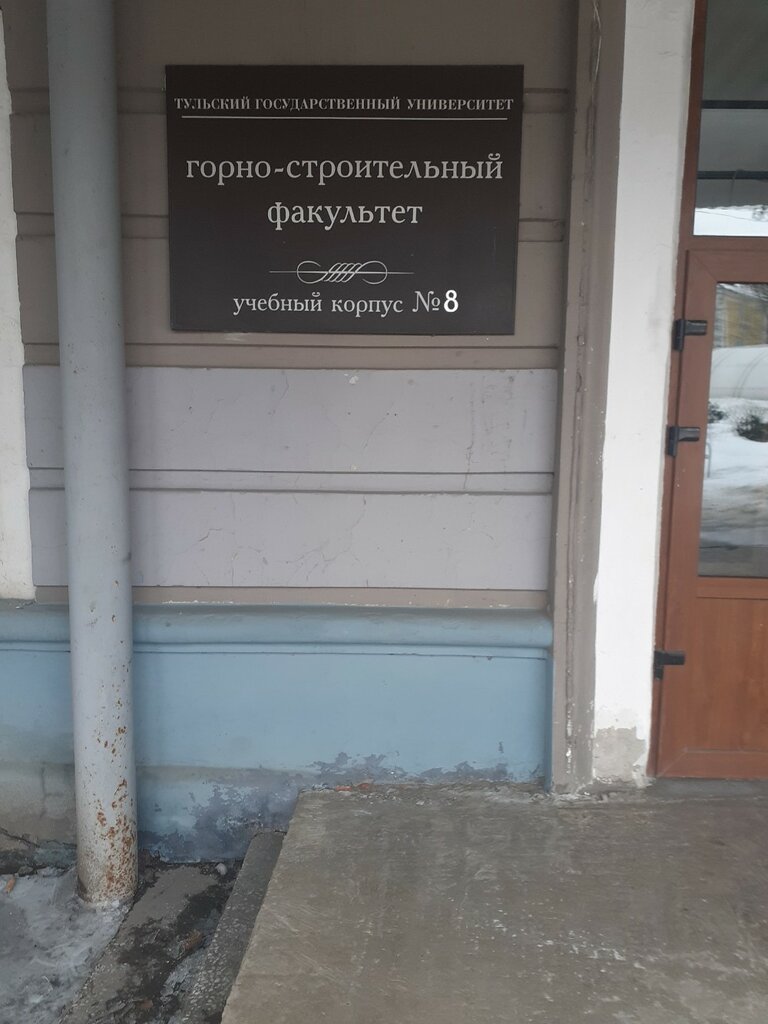 ТУЛЬСКИЙ ГОСУДАРСТВЕННЫЙ УНИВЕРСИТЕТ
горно-строительный
факультет
учебный корпус №8